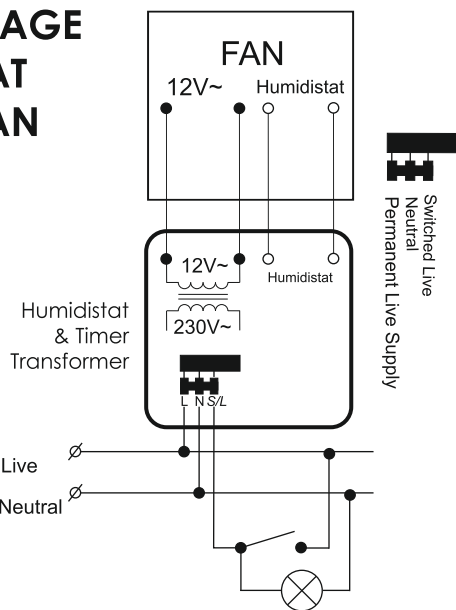 AGE
AT
AN
FAN
12V~ Humidistat
12V~ Humidistat
230V~
Humidistat
& Timer
Transformer
L N S/L
Live
Neutral
Switched Live
Neutral
Permanent Live Supply